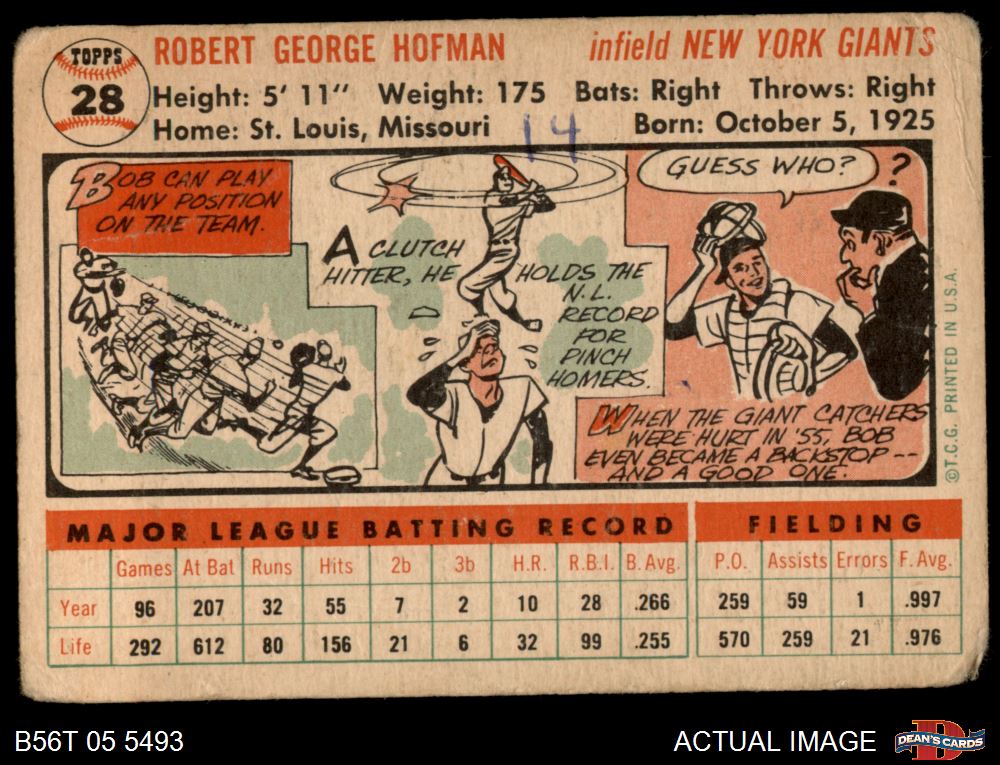 TOPPS
28
ROBERT GEORGE HOFMAN infield NEW YORK GIANTS
Height: 5' 11" Weight: 175 Bats: Right Throws: Right
Home: St. Louis, Missouri 14 Born: October 5, 1925
BOB CAN PLAY
ANY POSITION
ON THE TEAM.
A CLUTCH
HITTER, HE HOLDS THE
N.L.
RECORD
FOR
PINCH
HOMERS.
GUESS WHO?
?
WHEN THE GIANT CATCHERS
WERE HURT IN '55, BOB
EVEN BECAME A BACKSTOP--
AND A GOOD ONE.
©T.C.G. PRINTED IN U.S.A.
MAJOR LEAGUE BATTING RECORD FIELDING
Games At Bat Runs Hits 2b 3b H.R. R.B.I. B. Avg. P.O. Assists Errors F. Avg.
Year 96 207 32 55 7 2 10 28 .266 259 59 1 .997
Life 292 612 80 156 21 6 32 99 .255 570 259 21 .976
B56T 05 5493 ACTUAL IMAGE
D
DEAN'S CARDS